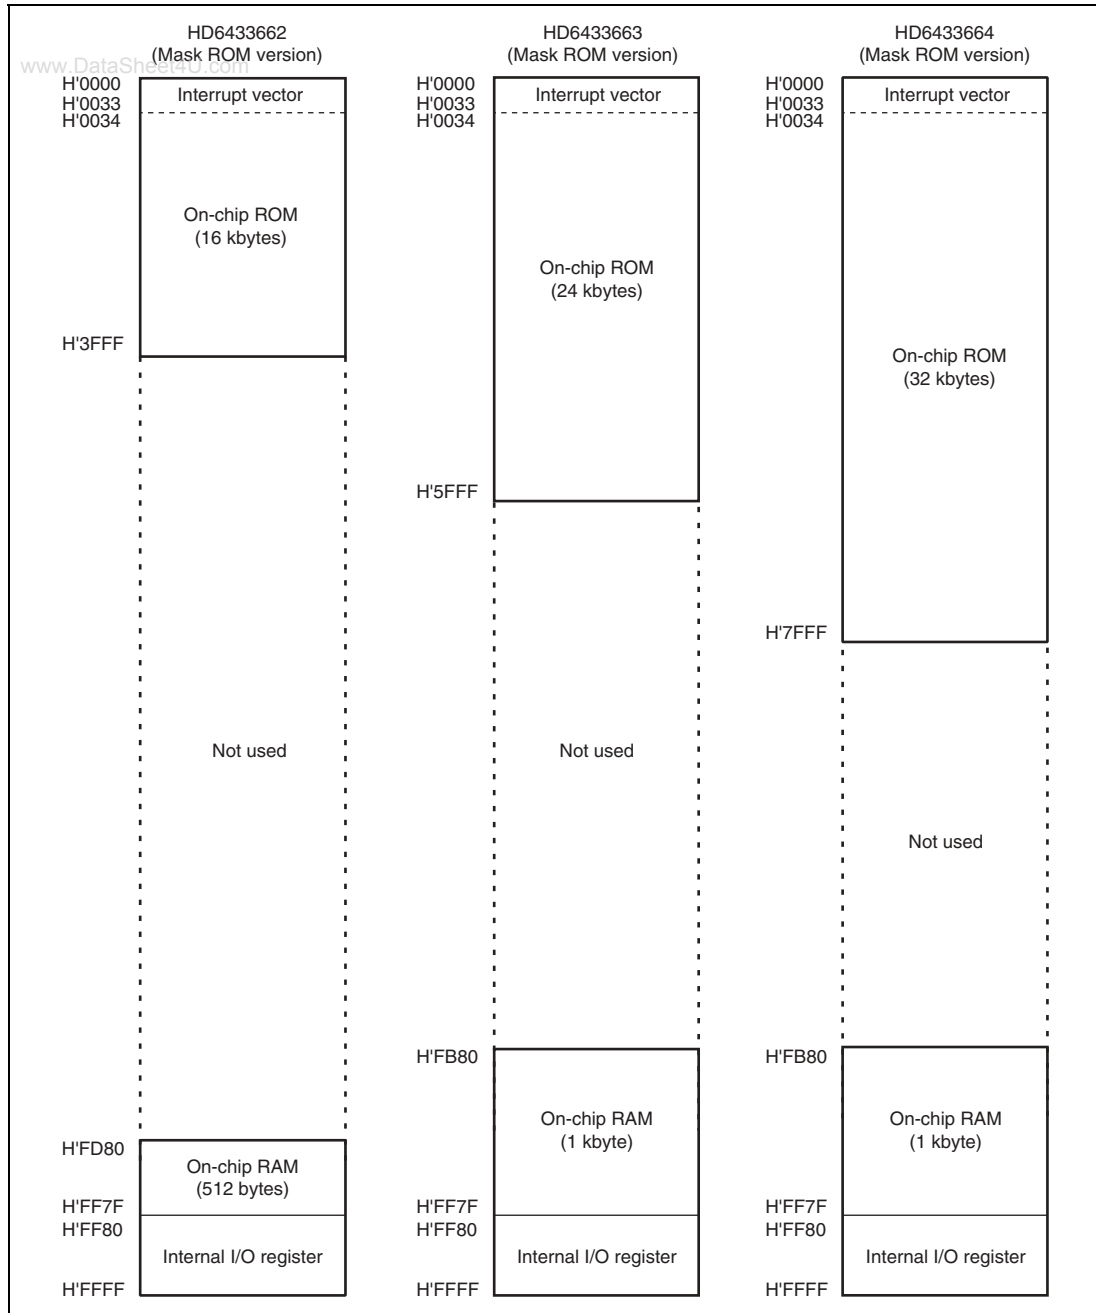 www.DataSheet4U.com
HD6433662
(Mask ROM version)
H'0000
H'0033
H'0034
Interrupt vector
On-chip ROM
(16 kbytes)
H'3FFF
Not used
H'FD80
On-chip RAM
(512 bytes)
H'FF7F
H'FF80
Internal I/O register
H'FFFF
HD6433663
(Mask ROM version)
H'0000
H'0033
H'0034
Interrupt vector
On-chip ROM
(24 kbytes)
H'5FFF
Not used
H'FB80
On-chip RAM
(1 kbyte)
H'FF7F
H'FF80
Internal I/O register
H'FFFF
HD6433664
(Mask ROM version)
H'0000
H'0033
H'0034
Interrupt vector
On-chip ROM
(32 kbytes)
H'7FFF
Not used
H'FB80
On-chip RAM
(1 kbyte)
H'FF7F
H'FF80
Internal I/O register
H'FFFF